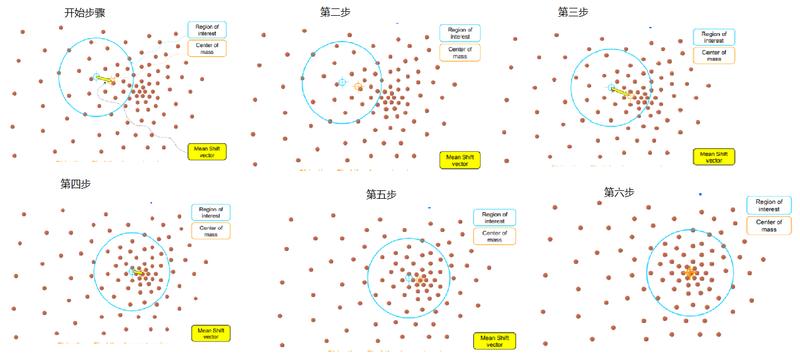 开始步骤
Region of
interest
Center of
mass
Mean Shift
vector
第二步
Region of
interest
Center of
mass
Mean Shift
vector
第三步
Region of
interest
Center of
mass
Mean Shift
vector
第四步
Region of
interest
Center of
mass
Mean Shift
vector
第五步
Region of
interest
Center of
mass
Mean Shift
vector
第六步
Region of
interest
Center of
mass